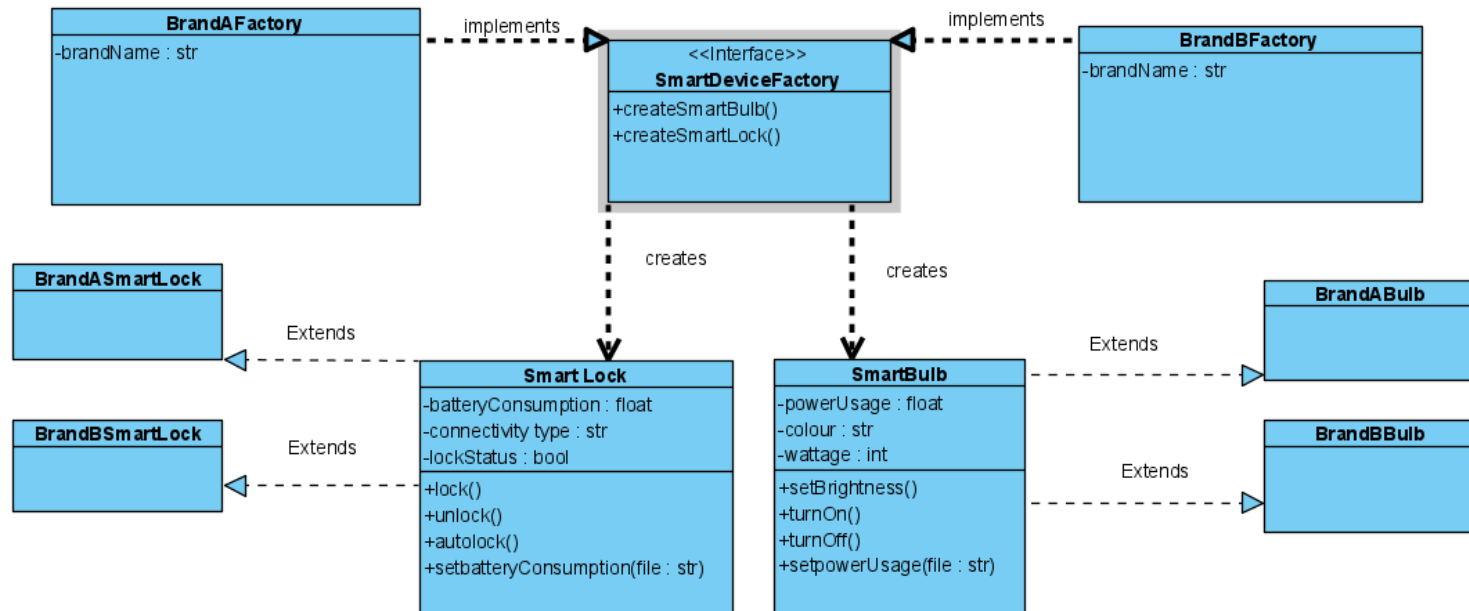 BrandAFactory
-brandName : str
implements
<<Interface>>
SmartDeviceFactory
+createSmartBulb()
+createSmartLock()
implements
BrandBFactory
-brandName : str
creates
creates
BrandASmartLock
Extends
BrandBSmartLock
Extends
Smart Lock
-batteryConsumption : float
-connectivity type : str
-lockStatus : bool
+lock()
+unlock()
+autolock()
+setbatteryConsumption(file : str)
SmartBulb
-powerUsage : float
-colour : str
-wattage : int
+setBrightness()
+turnOn()
+turnOff()
+setpowerUsage(file : str)
Extends
BrandABulb
Extends
BrandBBulb